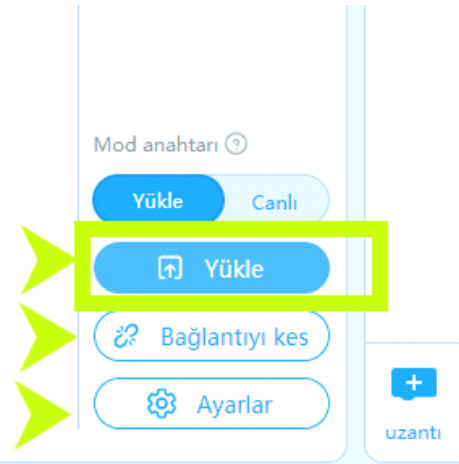 Mod anahtarı ?
Yükle Canlı
Yükle
Bağlantıyı kes
Ayarlar
uzantı